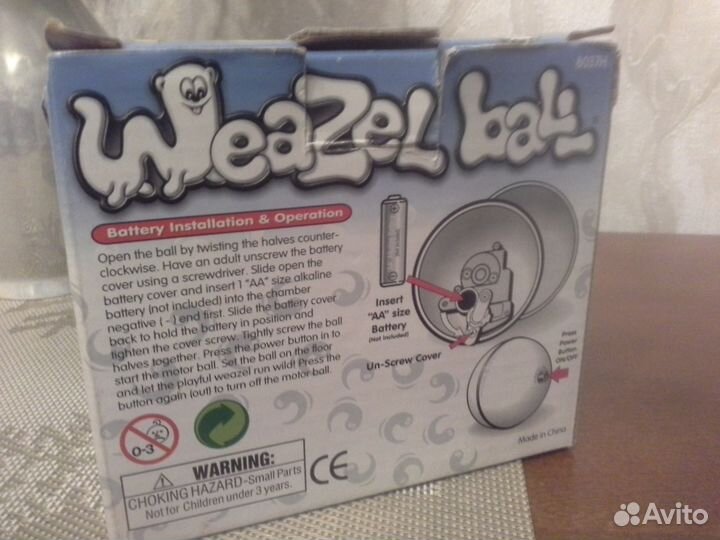 6037H
Weazel ball
Battery Installation & Operation
Open the ball by twisting the halves counter-
clockwise. Have an adult unscrew the battery
cover using a screwdriver. Slide open the
battery cover and insert 1 "AA" size alkaline
battery (not included) into the chamber
negative (-) end first. Slide the battery cover
back to hold the battery in position and
tighten the cover screw. Tightly screw the ball
halves together. Press the power button in to
start the motor ball. Set the ball on the floor
and let the playful weazel run wild! Press the
button again (out) to turn off the motor ball.
Insert
"AA" size
Battery
(Not Included)
Un-Screw Cover
Press
Power
Button
ON/OFF
Made in China
0-3
WARNING:
CHOKING HAZARD-Small Parts
Not for Children under 3 years.
CE
Avito